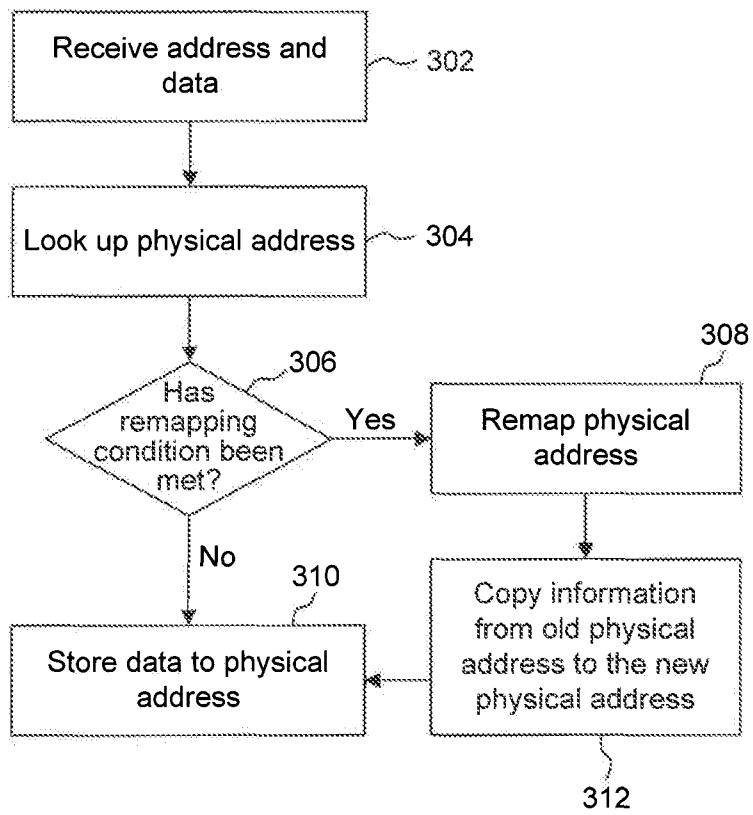 Receive address and
data
302
Look up physical address
304
306
Has
remapping
condition been
met?
Yes
308
Remap physical
address
No
310
Store data to physical
address
Copy information
from old physical
address to the new
physical address
312